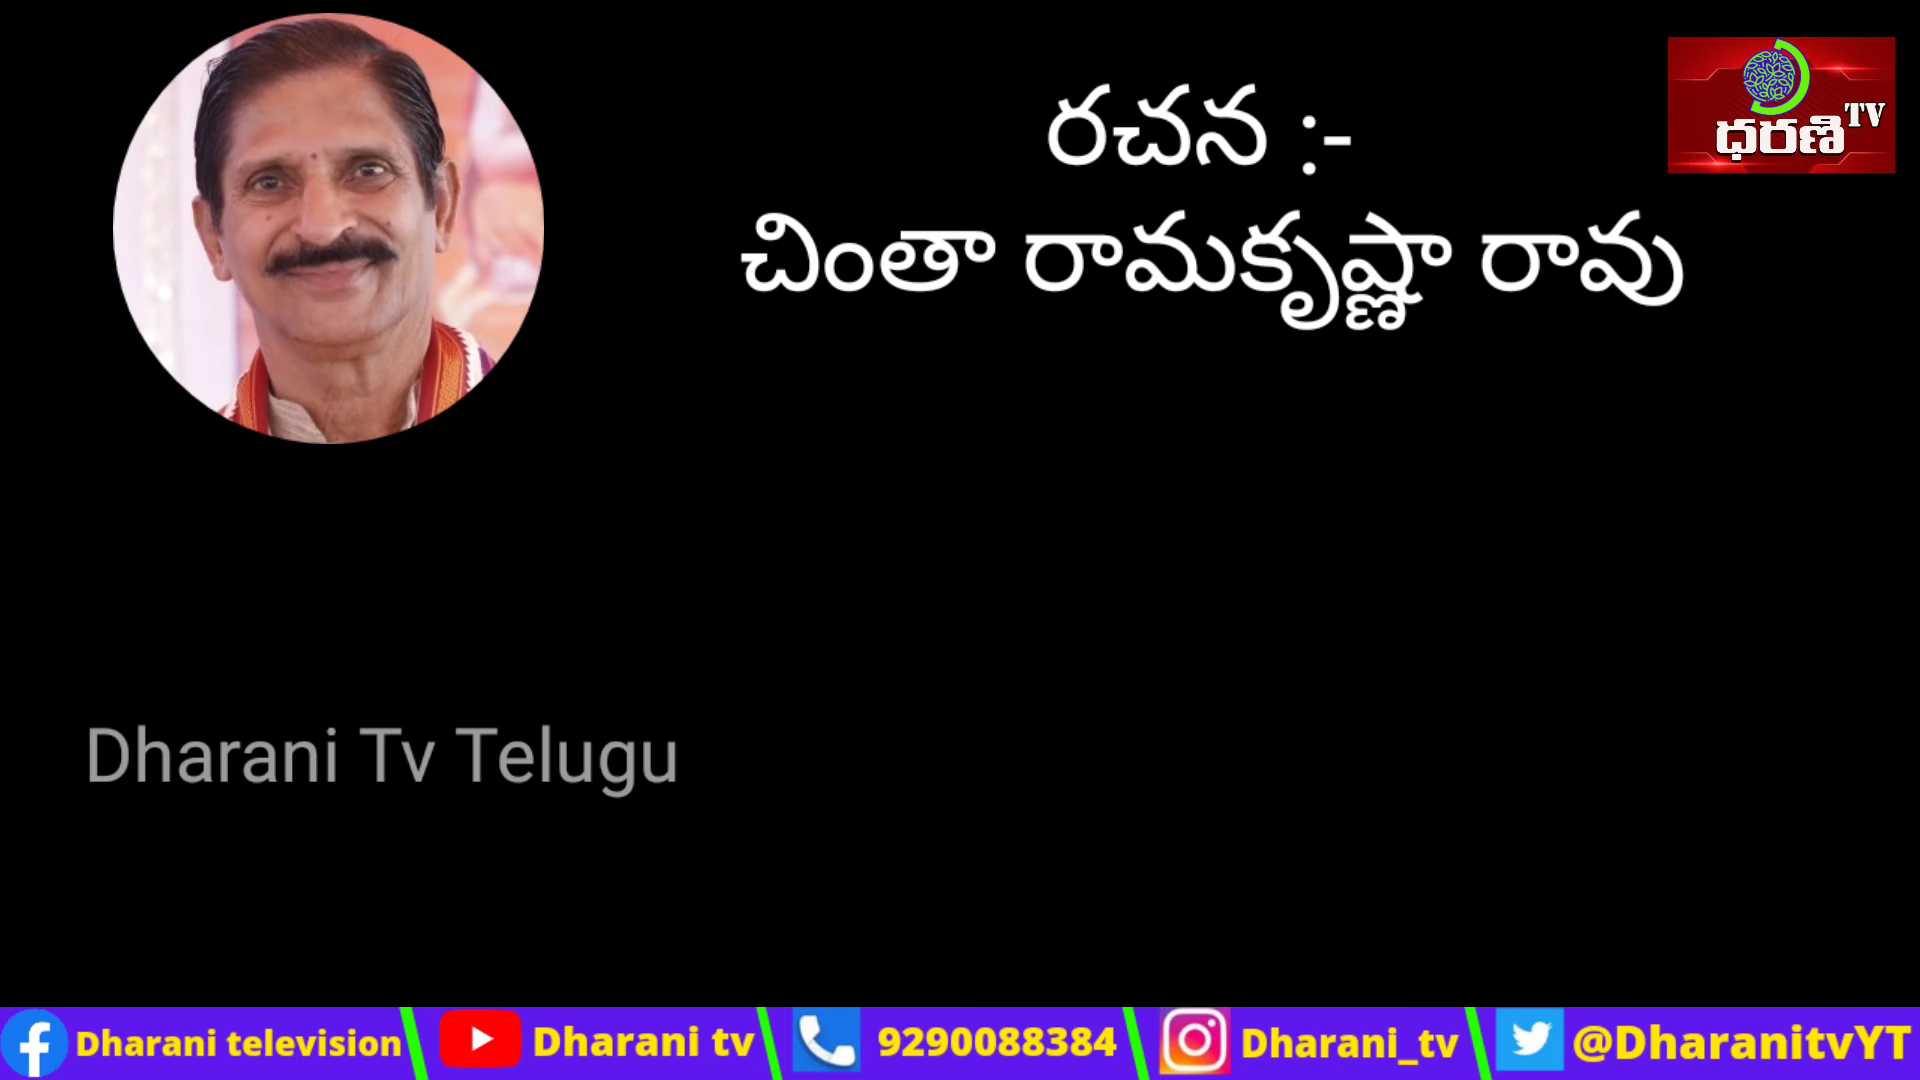 రచన :-
చింతా రామకృష్ణా రావు
ధరణి TV
Dharani Tv Telugu
Dharani television Dharani tv 9290088384 Dharani_tv @DharanitvYT